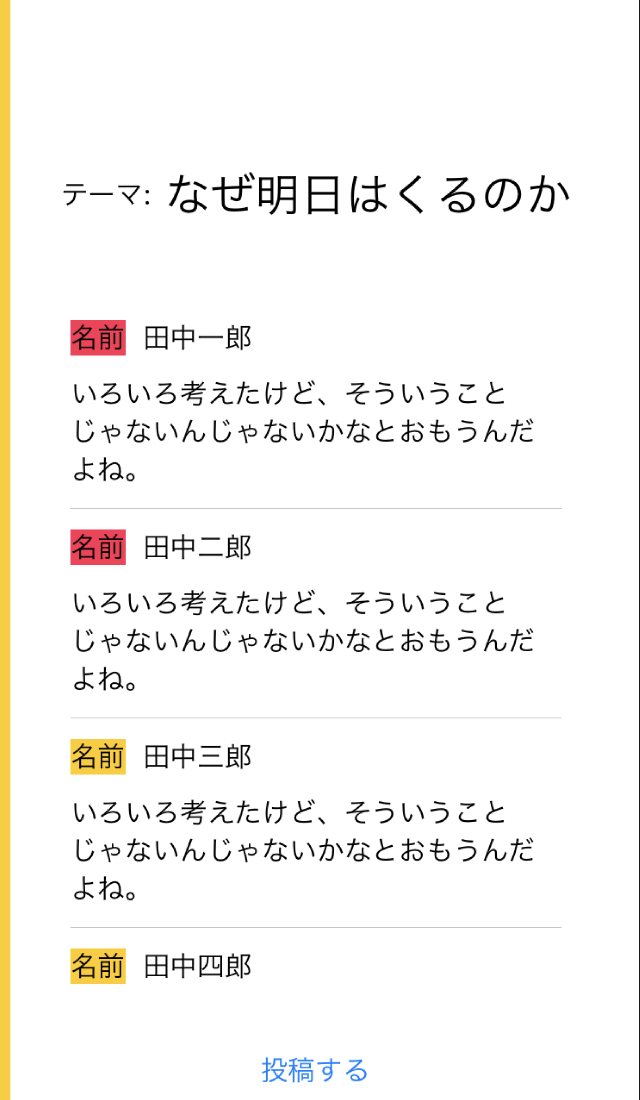 テーマ: なぜ明日はくるのか
名前 田中一郎
いろいろ考えたけど、そういうこと
じゃないんじゃないかなとおもうんだ
よね。
名前 田中二郎
いろいろ考えたけど、そういうこと
じゃないんじゃないかなとおもうんだ
よね。
名前 田中三郎
いろいろ考えたけど、そういうこと
じゃないんじゃないかなとおもうんだ
よね。
名前 田中四郎
投稿する